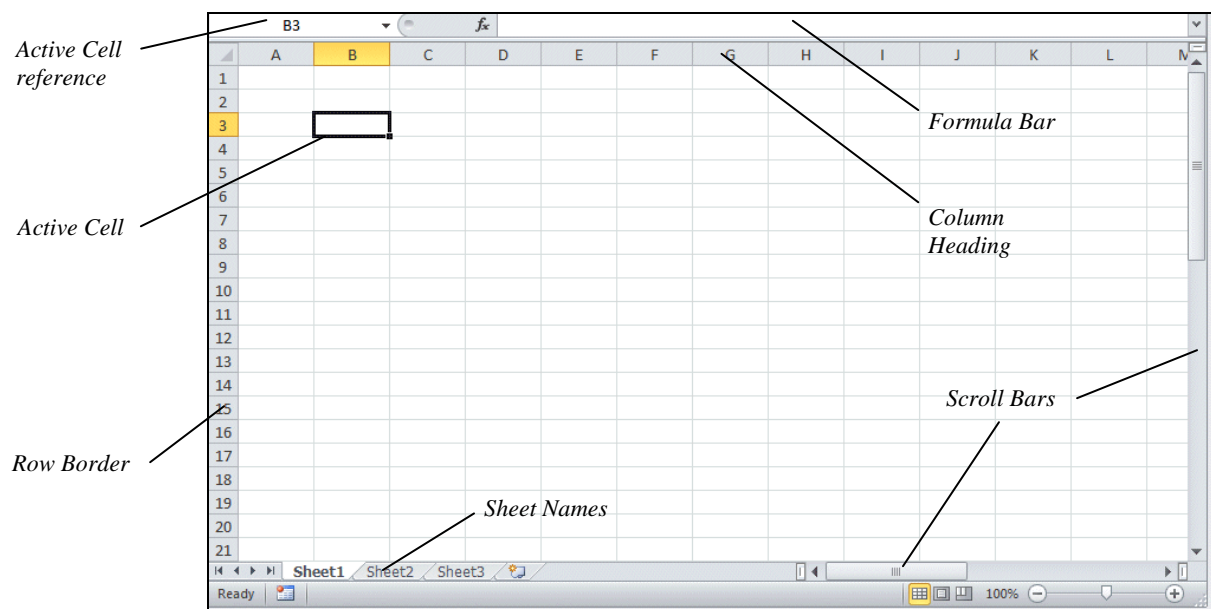 B3 fx
Active Cell
reference
A B C D E F G H I J K L M
1
2
3
Formula Bar
4
5
6
7
Active Cell
Column
8
Heading
9
10
11
12
13
14
Scroll Bars
15
16
17
Row Border
18
19
Sheet Names
20
21
Sheet1 Sheet2 Sheet3
Ready 100%